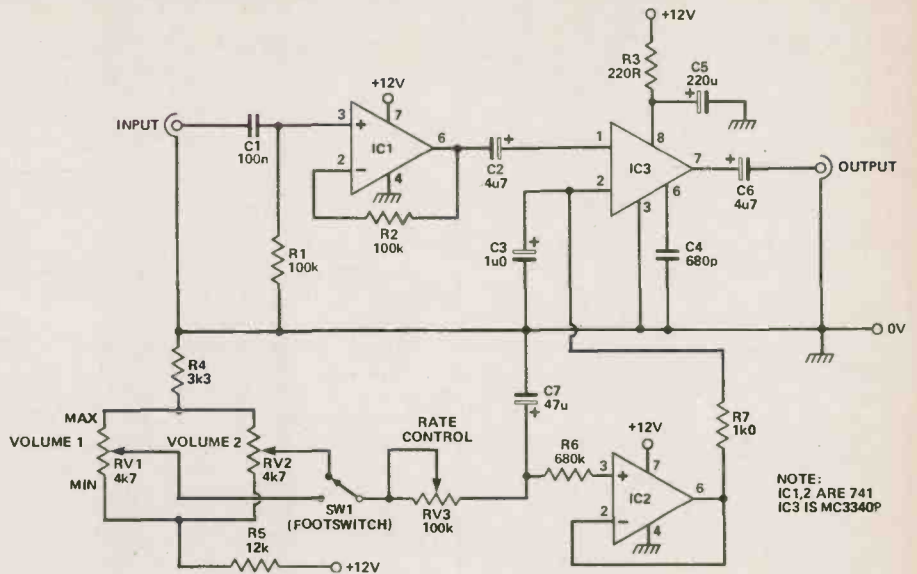 +12V
R3
220R
C5
220u
+
8
+12V
INPUT
C1
100n
3
+
7
6
IC1
2
-
4
R2
100k
R1
100k
+
C2
4u7
1
IC3
2
7
6
3
+
C6
4u7
OUTPUT
C3
1u0
+
C4
680p
0V
R4
3k3
MAX
VOLUME 1
RV1
4k7
MIN
VOLUME 2
RV2
4k7
R5
12k
+12V
SW1
(FOOTSWITCH)
RATE
CONTROL
RV3
100k
C7
47u
+
R6
680k
+12V
3
+
7
6
IC2
2
-
4
R7
1k0
NOTE:
IC1,2 ARE 741
IC3 IS MC3340P